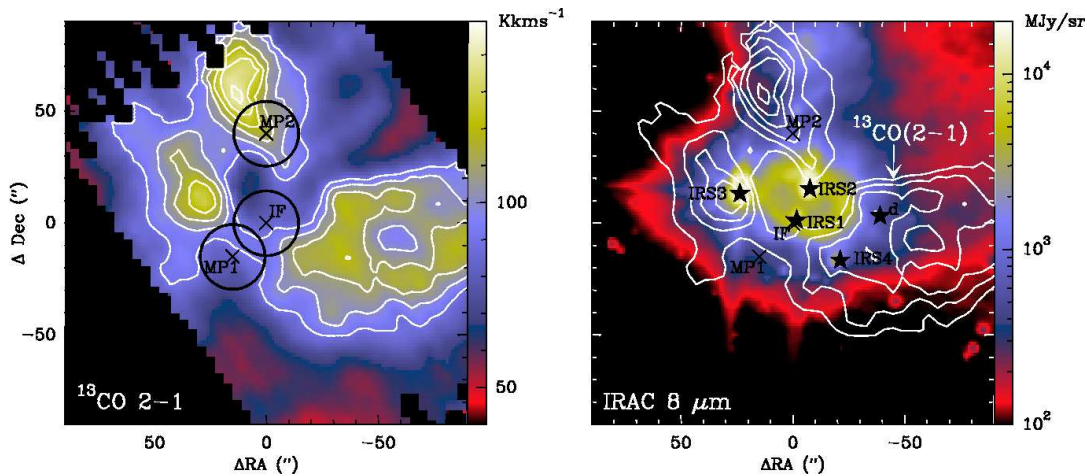 Kkms⁻¹
MP2
IF
MP1
¹³CO 2-1
50
0
-50
Δ Dec (")
50
0
-50
ΔRA (")
100
50
MJy/sr
MP2
¹³CO(2-1)
IRS3
IRS2
d
IF
IRS1
MP1
IRS4
IRAC 8 μm
50
0
-50
ΔRA (")
10⁴
10³
10²